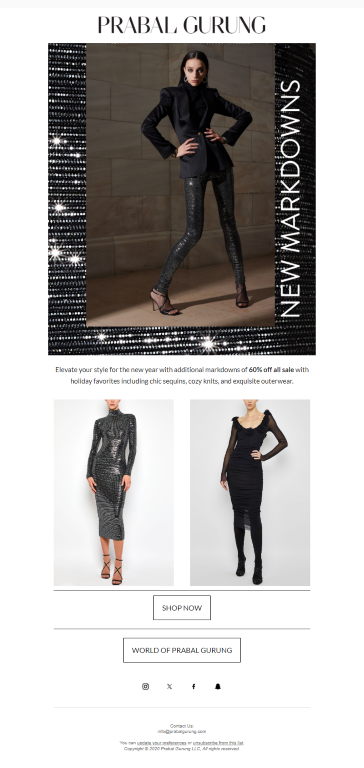 PRABAL GURUNG
NEW MARKDOWNS
Elevate your style for the new year with additional markdowns of 60% off all sale with
holiday favorites including chic sequins, cozy knits, and exquisite outerwear.
SHOP NOW
WORLD OF PRABAL GURUNG
Contact Us:
info@prabalgurung.com
You can update your preferences or unsubscribe from this list
Copyright © 2020 Prabal Gurung LLC, All rights reserved